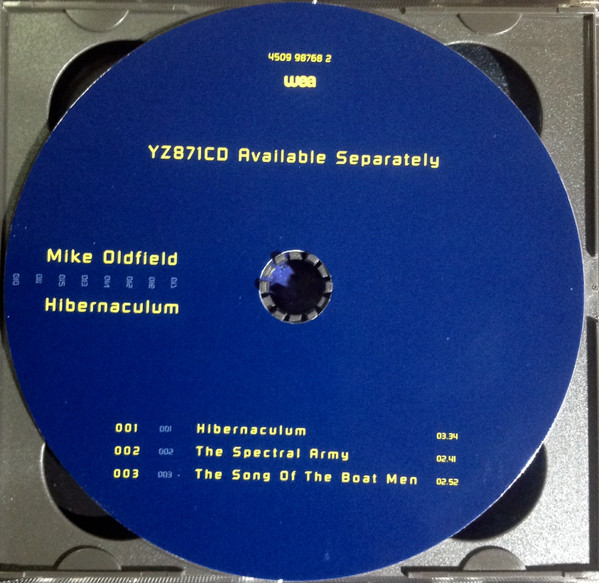 4509 98768 2
wea
YZ871CD Available Separately
Mike Oldfield
Hibernaculum
001 001 Hibernaculum 03.34
002 002 The Spectral Army 02.41
003 003 The Song Of The Boat Men 02.52